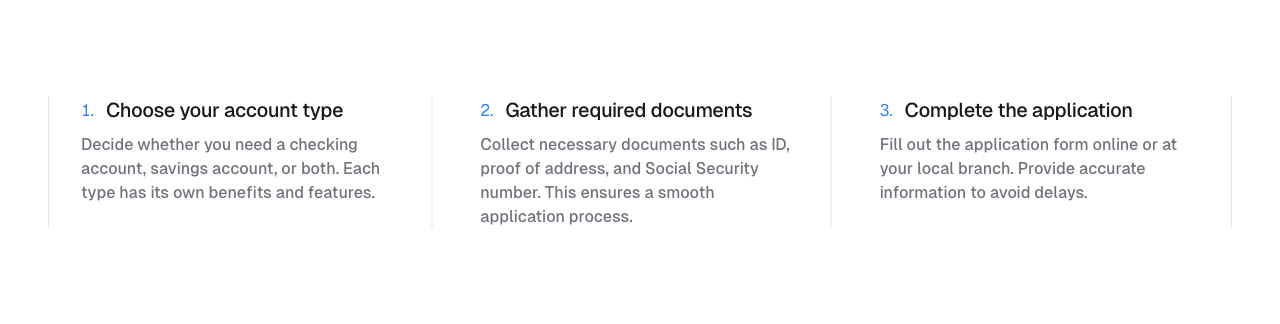 1. Choose your account type
Decide whether you need a checking
account, savings account, or both. Each
type has its own benefits and features.
2. Gather required documents
Collect necessary documents such as ID,
proof of address, and Social Security
number. This ensures a smooth
application process.
3. Complete the application
Fill out the application form online or at
your local branch. Provide accurate
information to avoid delays.